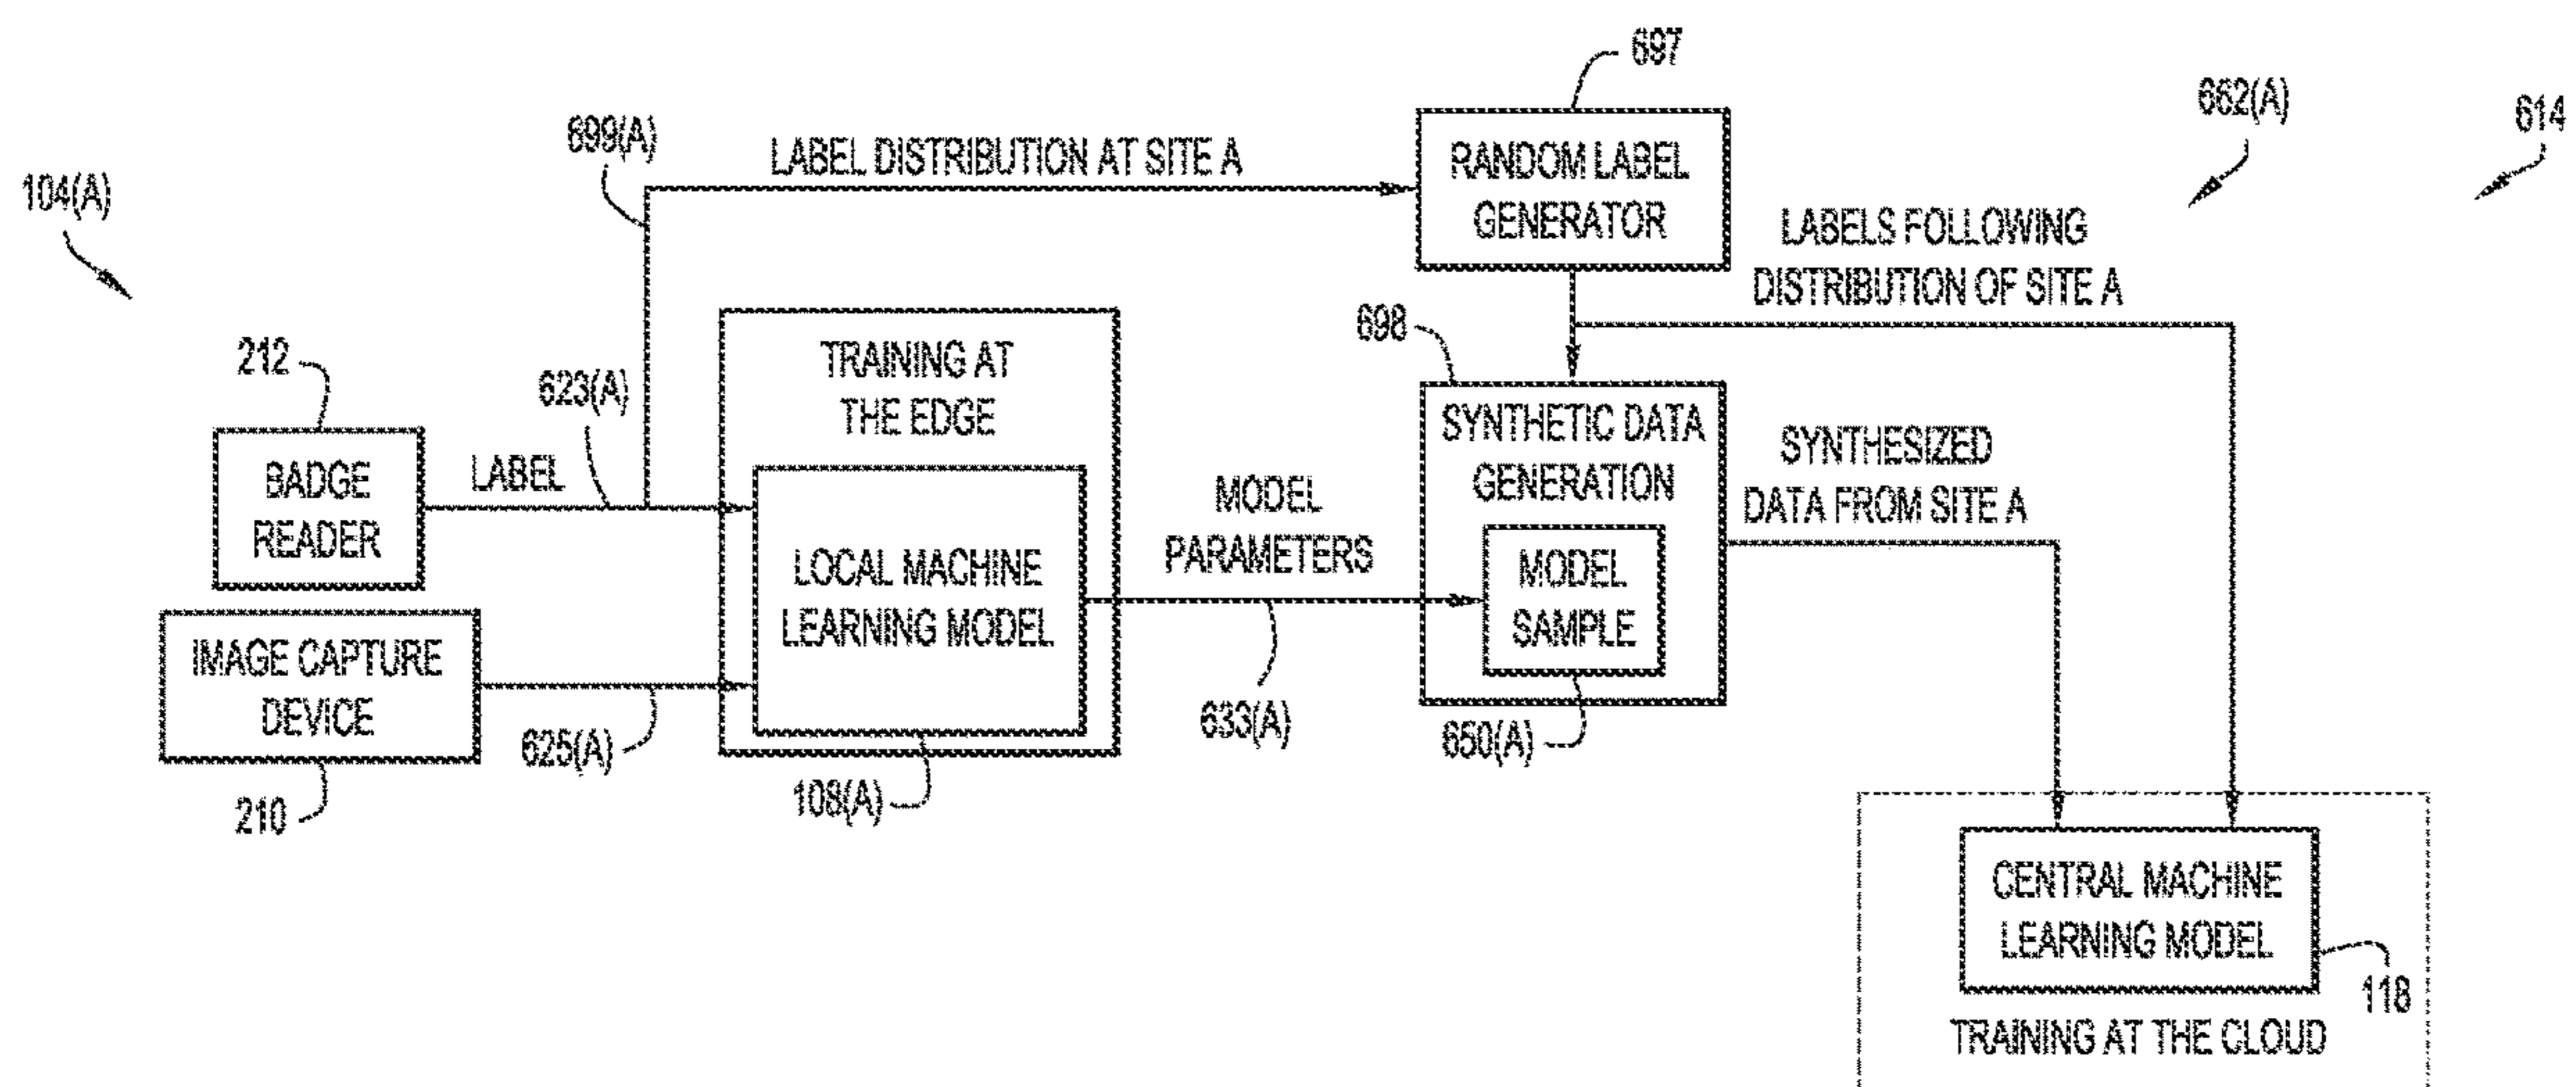 697
662(A)
614
699(A)
LABEL DISTRIBUTION AT SITE A
RANDOM LABEL
GENERATOR
104(A)
LABELS FOLLOWING
DISTRIBUTION OF SITE A
698
212
623(A)
TRAINING AT
THE EDGE
SYNTHETIC DATA
GENERATION
SYNTHESIZED
DATA FROM SITE A
BADGE
READER
LABEL
MODEL
PARAMETERS
LOCAL MACHINE
LEARNING MODEL
MODEL
SAMPLE
IMAGE CAPTURE
DEVICE
625(A)
633(A)
650(A)
210
108(A)
CENTRAL MACHINE
LEARNING MODEL
118
TRAINING AT THE CLOUD